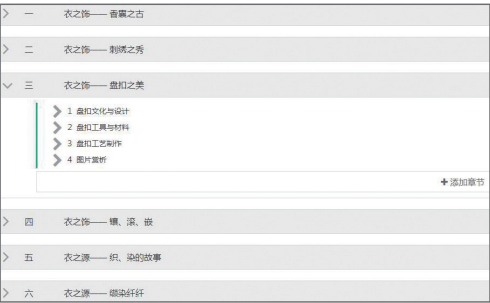 一 衣之饰—— 香囊之古
二 衣之饰—— 刺绣之秀
三 衣之饰—— 盘扣之美
1 盘扣文化与设计
2 盘扣工具与材料
3 盘扣工艺制作
4 图片赏析
+添加章节
四 衣之饰—— 镶、滚、嵌
五 衣之源—— 织、染的故事
六 衣之源—— 缬染纤纤